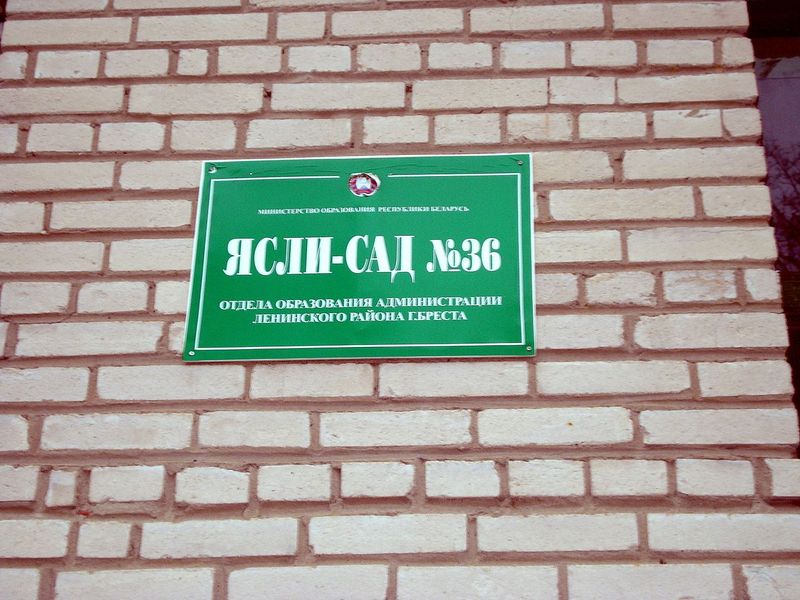 МИНИСТЕРСТВО ОБРАЗОВАНИЯ РЕСПУБЛИКИ БЕЛАРУСЬ
ЯСЛИ-САД №36
ОТДЕЛА ОБРАЗОВАНИЯ АДМИНИСТРАЦИИ
ЛЕНИНСКОГО РАЙОНА Г.БРЕСТА